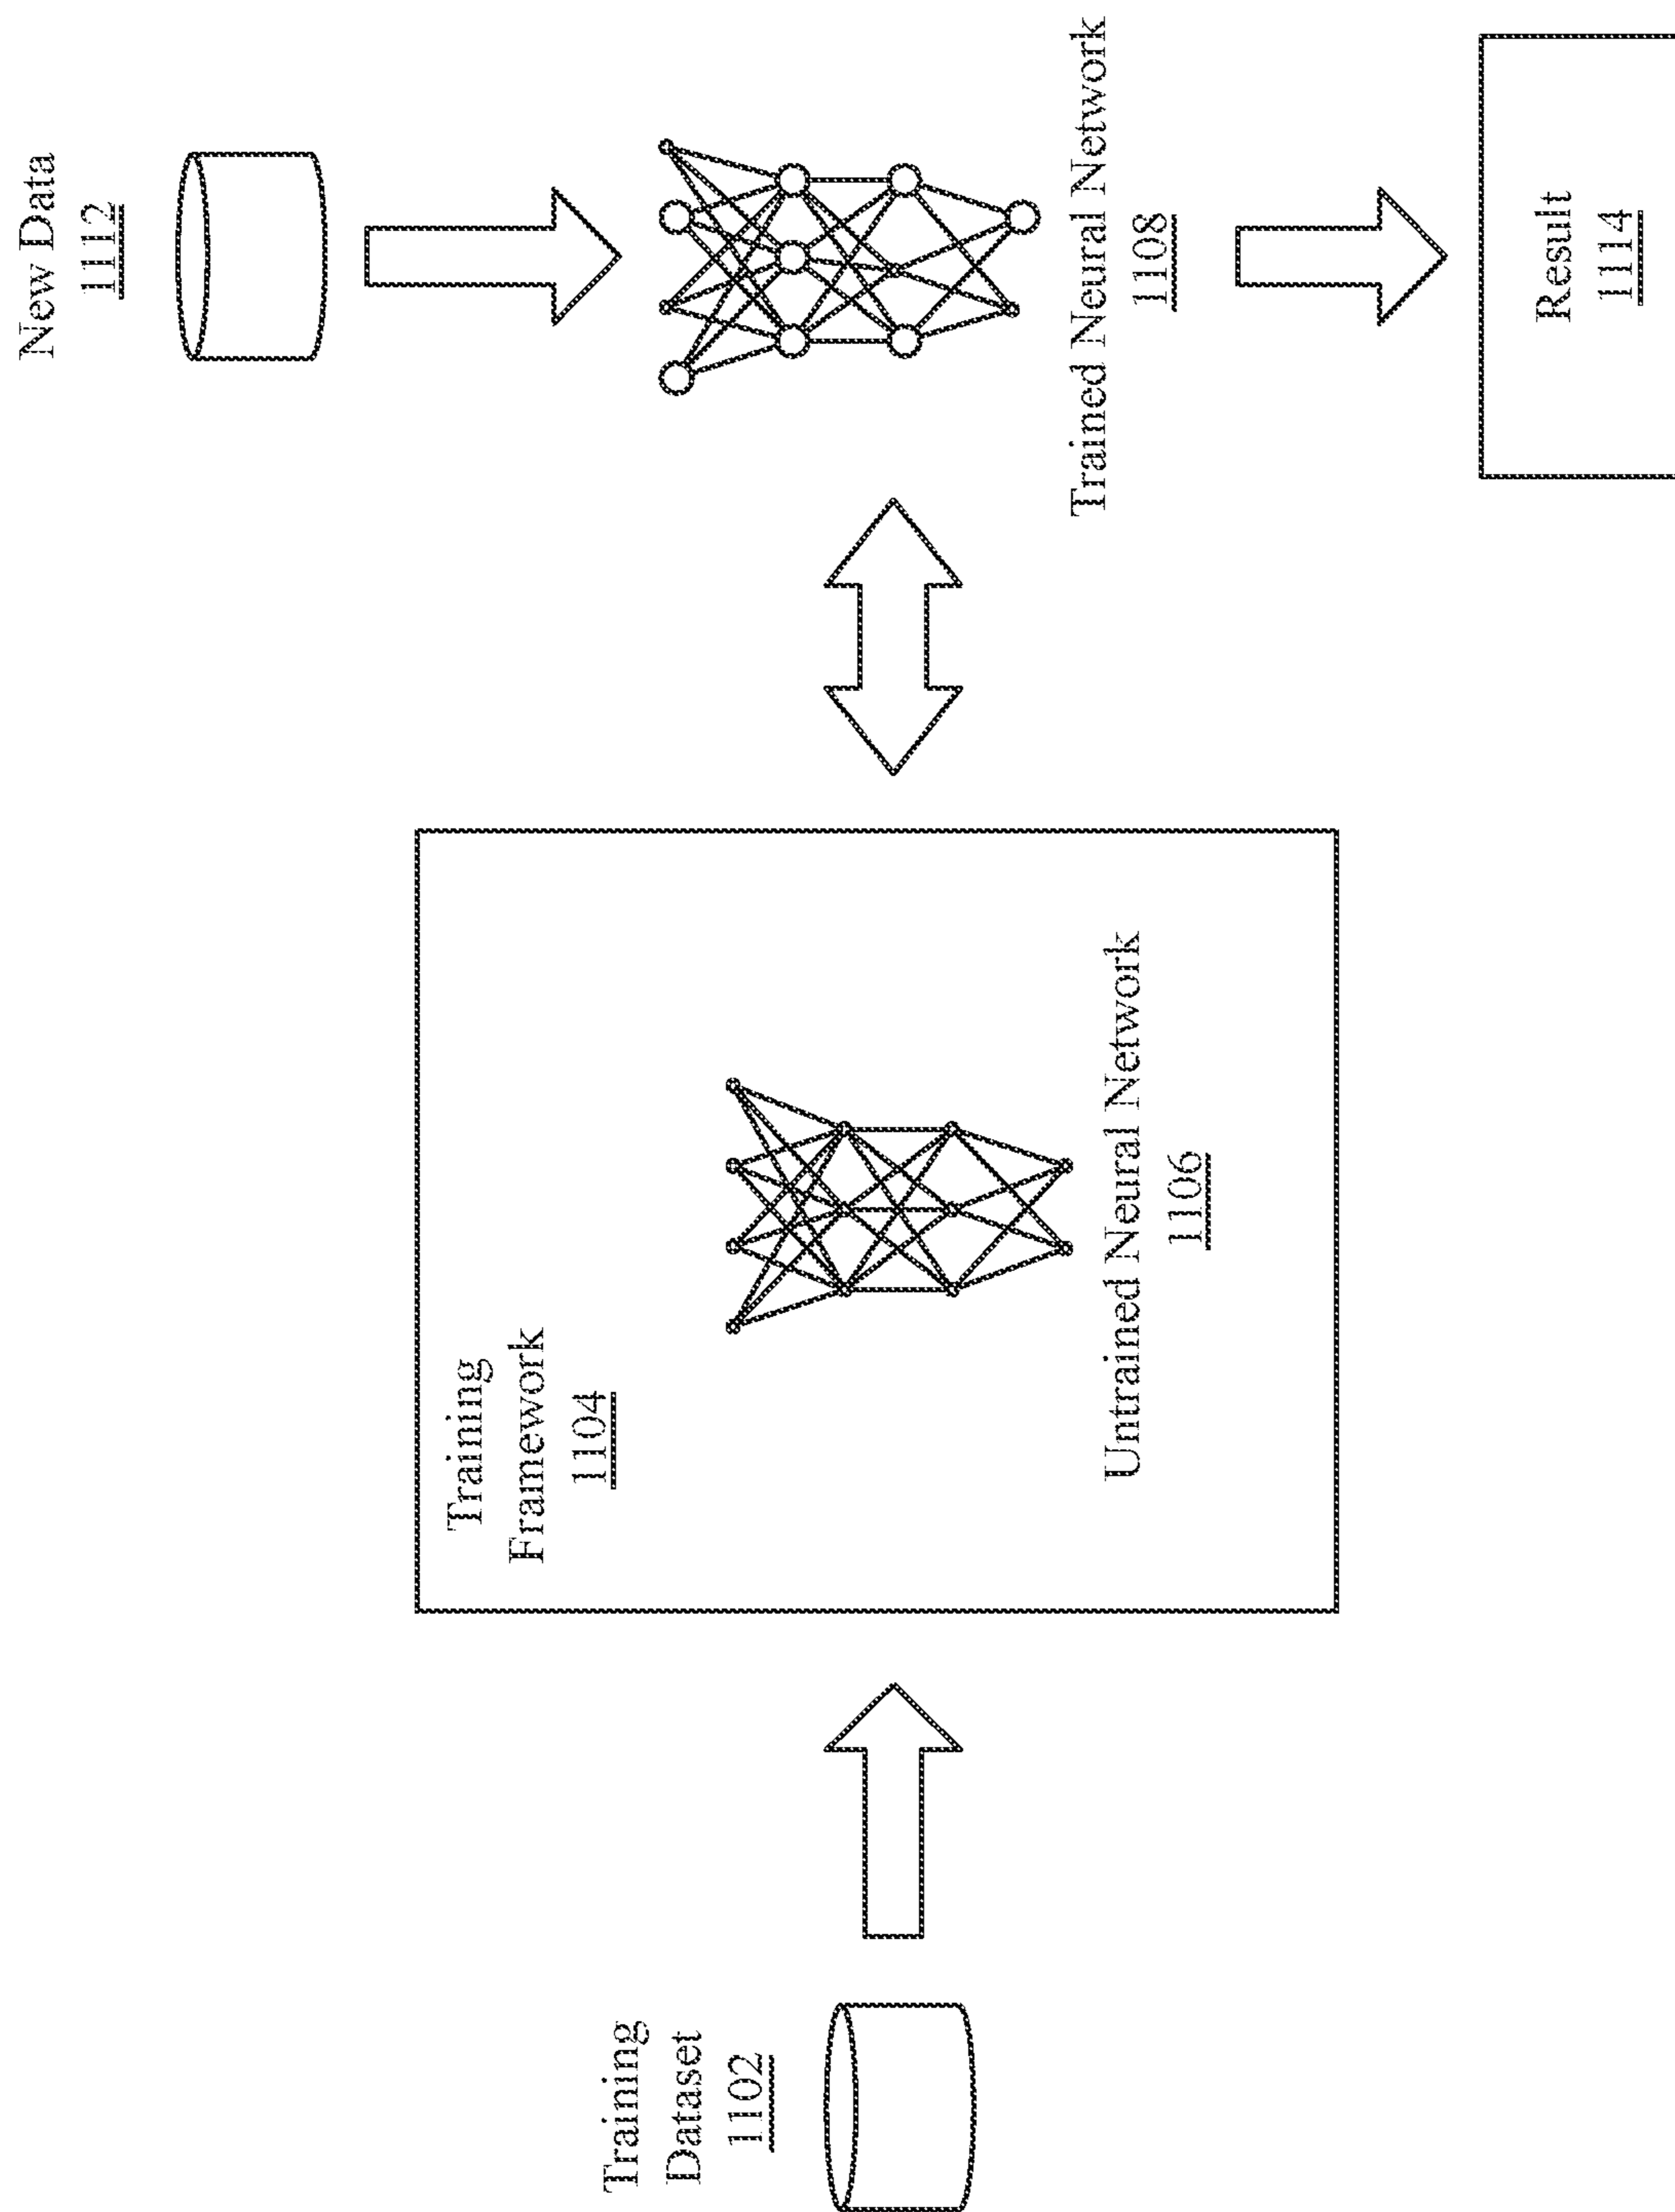 Training
Dataset
1102
Training
Framework
1104
Untrained Neural Network
1106
New Data
1112
Trained Neural Network
1108
Result
1114